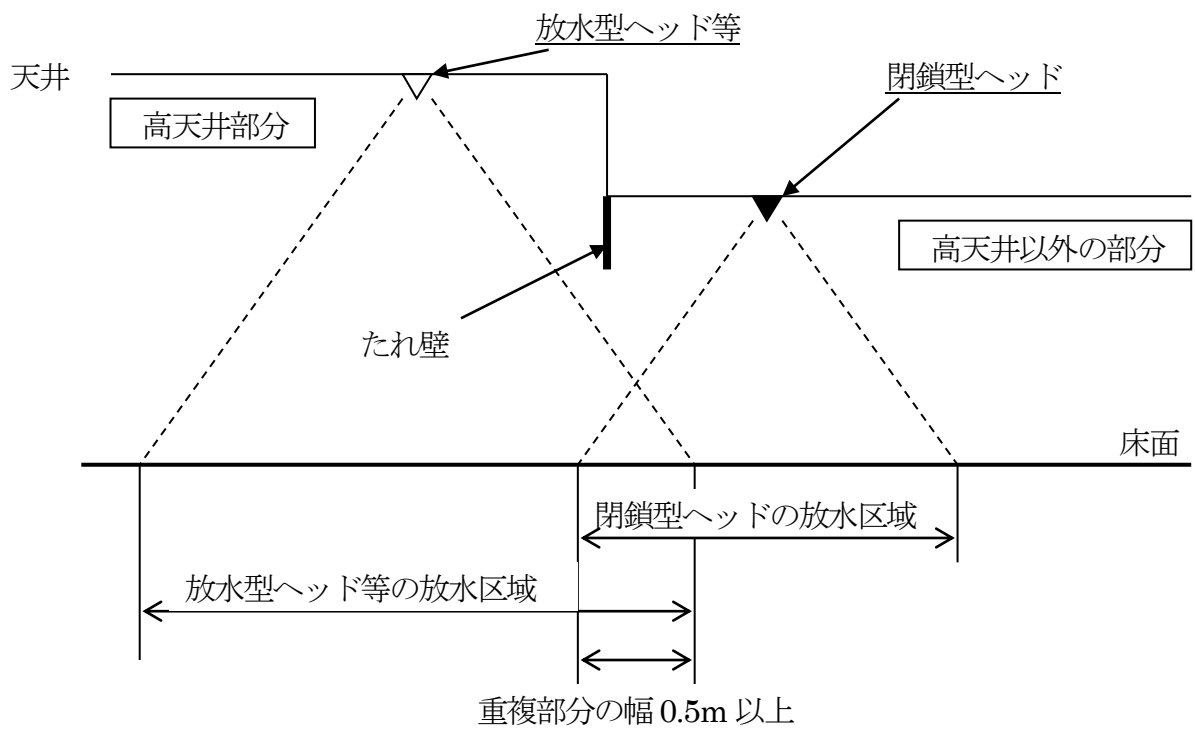 放水型ヘッド等
天井
閉鎖型ヘッド
高天井部分
高天井以外の部分
たれ壁
床面
閉鎖型ヘッドの放水区域
放水型ヘッド等の放水区域
重複部分の幅 0.5m 以上